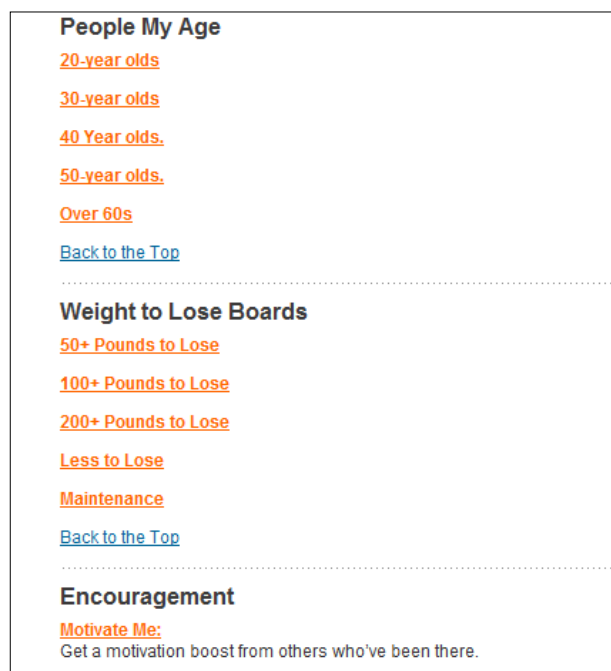 People My Age
20-year olds
30-year olds
40 Year olds.
50-year olds.
Over 60s
Back to the Top
Weight to Lose Boards
50+ Pounds to Lose
100+ Pounds to Lose
200+ Pounds to Lose
Less to Lose
Maintenance
Back to the Top
Encouragement
Motivate Me:
Get a motivation boost from others who've been there.